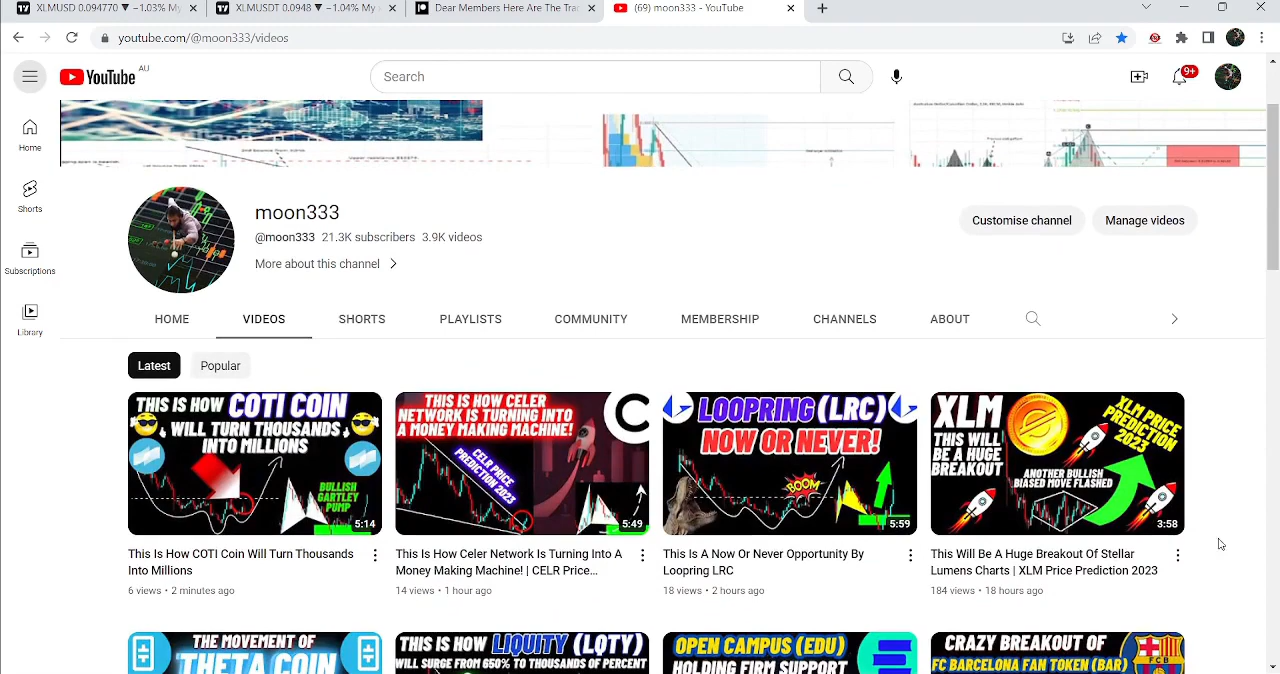 XLMUSD 0.094770 ▼ −1.03% My
XLMUSDT 0.0948 ▼ −1.04% My
Dear Members Here Are The Tra
(69) moon333 - YouTube
youtube.com/@moon333/videos
YouTube AU
Search
9+
Home
Shorts
Subscriptions
Library
moon333
@moon333 21.3K subscribers 3.9K videos
More about this channel
Customise channel
Manage videos
HOME VIDEOS SHORTS PLAYLISTS COMMUNITY MEMBERSHIP CHANNELS ABOUT
Latest
Popular
THIS IS HOW COTI COIN
WILL TURN THOUSANDS
INTO MILLIONS
BULLISH
GARTLEY
PUMP
5:14
This Is How COTI Coin Will Turn Thousands
Into Millions
6 views • 2 minutes ago
THIS IS HOW CELER
NETWORK IS TURNING INTO
A MONEY MAKING MACHINE!
CELR PRICE
PREDICTION 2023
5:49
This Is How Celer Network Is Turning Into A
Money Making Machine! | CELR Price...
14 views • 1 hour ago
LOOPRING (LRC)
NOW OR NEVER!
BOOM
5:59
This Is A Now Or Never Opportunity By
Loopring LRC
18 views • 2 hours ago
XLM
THIS WILL
BE A HUGE
BREAKOUT
XLM PRICE
PREDICTION
2023
ANOTHER BULLISH
BIASED MOVE FLASHED
3:58
This Will Be A Huge Breakout Of Stellar
Lumens Charts | XLM Price Prediction 2023
184 views • 18 hours ago
THE MOVEMENT OF
THETA COIN
THIS IS HOW LIQUITY (LQTY)
WILL SURGE FROM 650% TO THOUSANDS OF PERCENT
OPEN CAMPUS (EDU)
HOLDING FIRM SUPPORT
CRAZY BREAKOUT OF
FC BARCELONA FAN TOKEN (BAR)
FCB